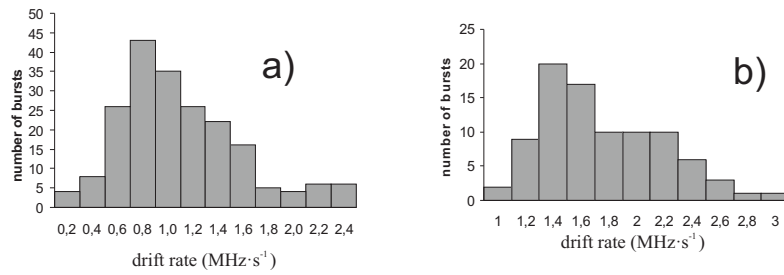 50
45
40
35
30
25
20
15
10
5
0
number of bursts
a)
0,2 0,4 0,6 0,8 1,0 1,2 1,4 1,6 1,8 2,0 2,2 2,4
drift rate (MHz·s⁻¹)
25
20
15
10
5
0
number of bursts
b)
1 1,2 1,4 1,6 1,8 2 2,2 2,4 2,6 2,8 3
drift rate (MHz·s⁻¹)